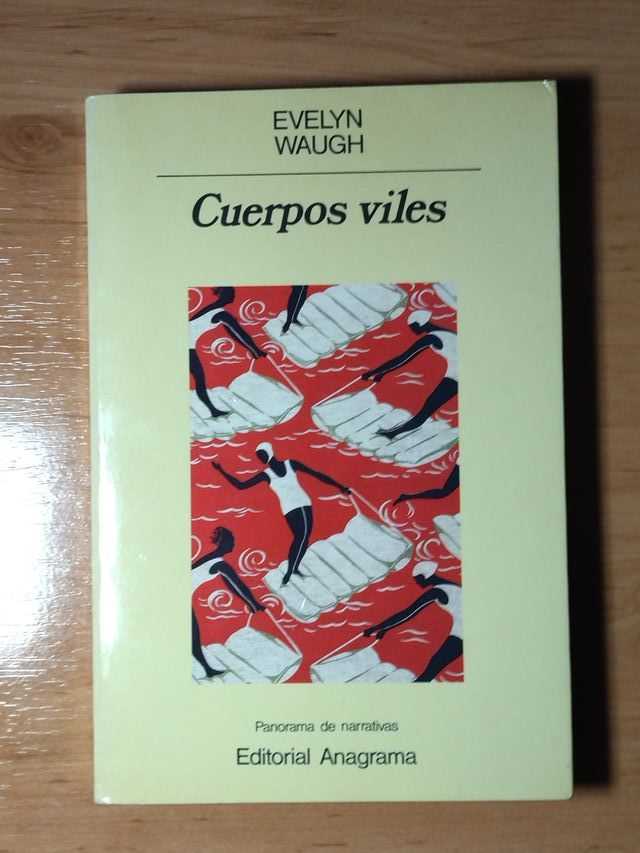 EVELYN
WAUGH
Cuerpos viles
Panorama de narrativas
Editorial Anagrama